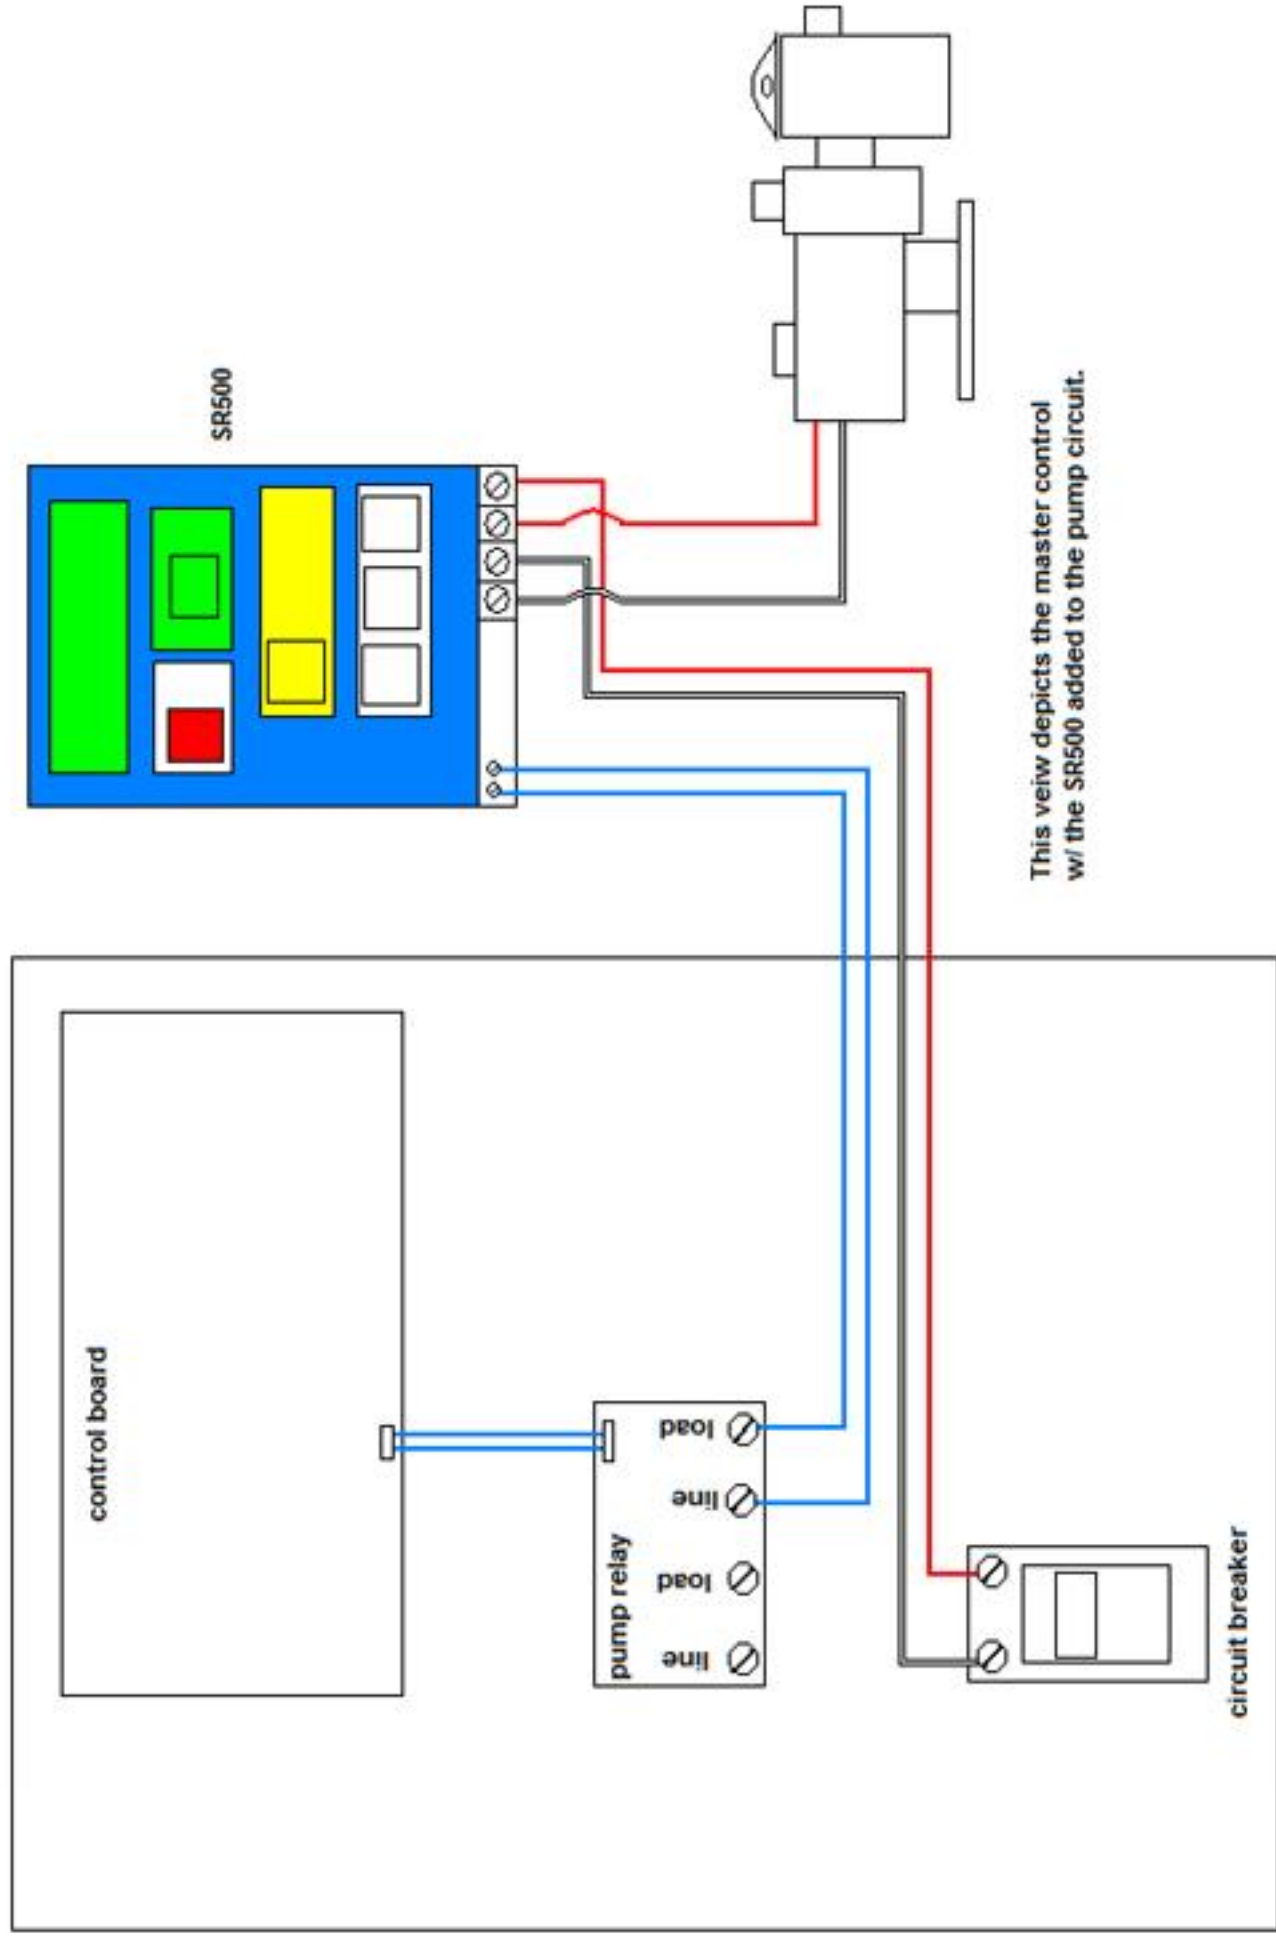 SR500
control board
pump relay
line
load
line
load
circuit breaker
This veiw depicts the master control
w/ the SR500 added to the pump circuit.